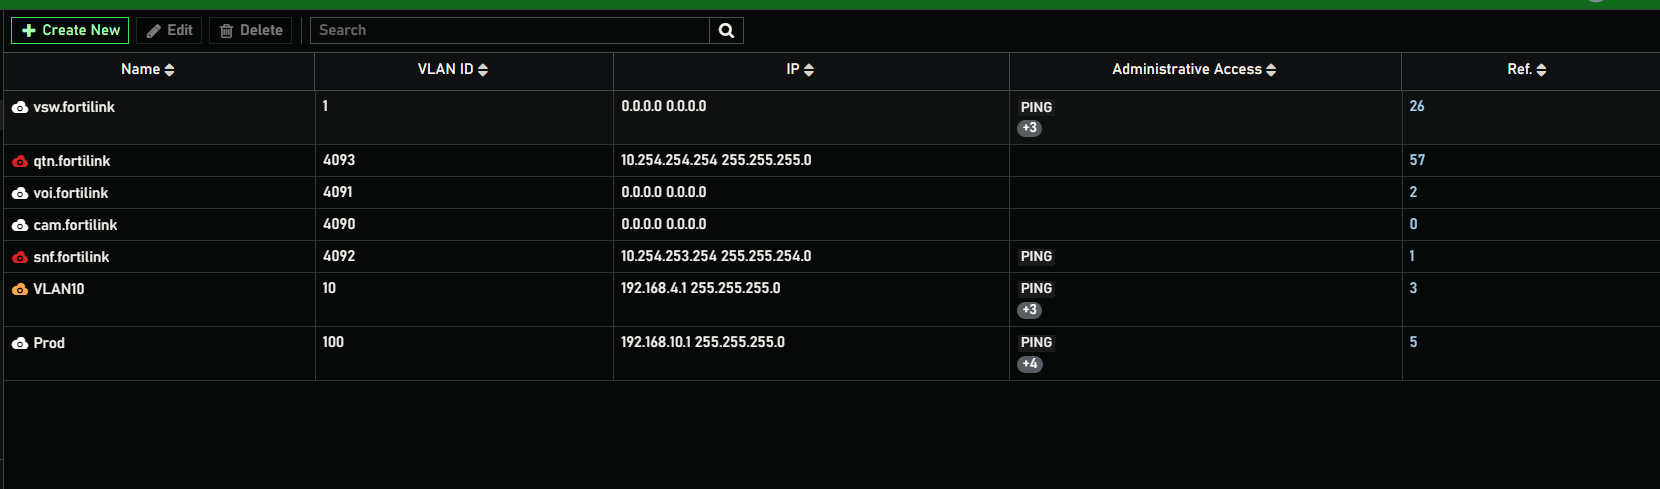 Create New Edit Delete Search
Name VLAN ID IP Administrative Access Ref.
vsw.fortilink 1 0.0.0.0 0.0.0.0 PING 26
+3
qtn.fortilink 4093 10.254.254.254 255.255.255.0 57
voi.fortilink 4091 0.0.0.0 0.0.0.0 2
cam.fortilink 4090 0.0.0.0 0.0.0.0 0
snf.fortilink 4092 10.254.253.254 255.255.254.0 PING 1
VLAN10 10 192.168.4.1 255.255.255.0 PING 3
+3
Prod 100 192.168.10.1 255.255.255.0 PING 5
+4